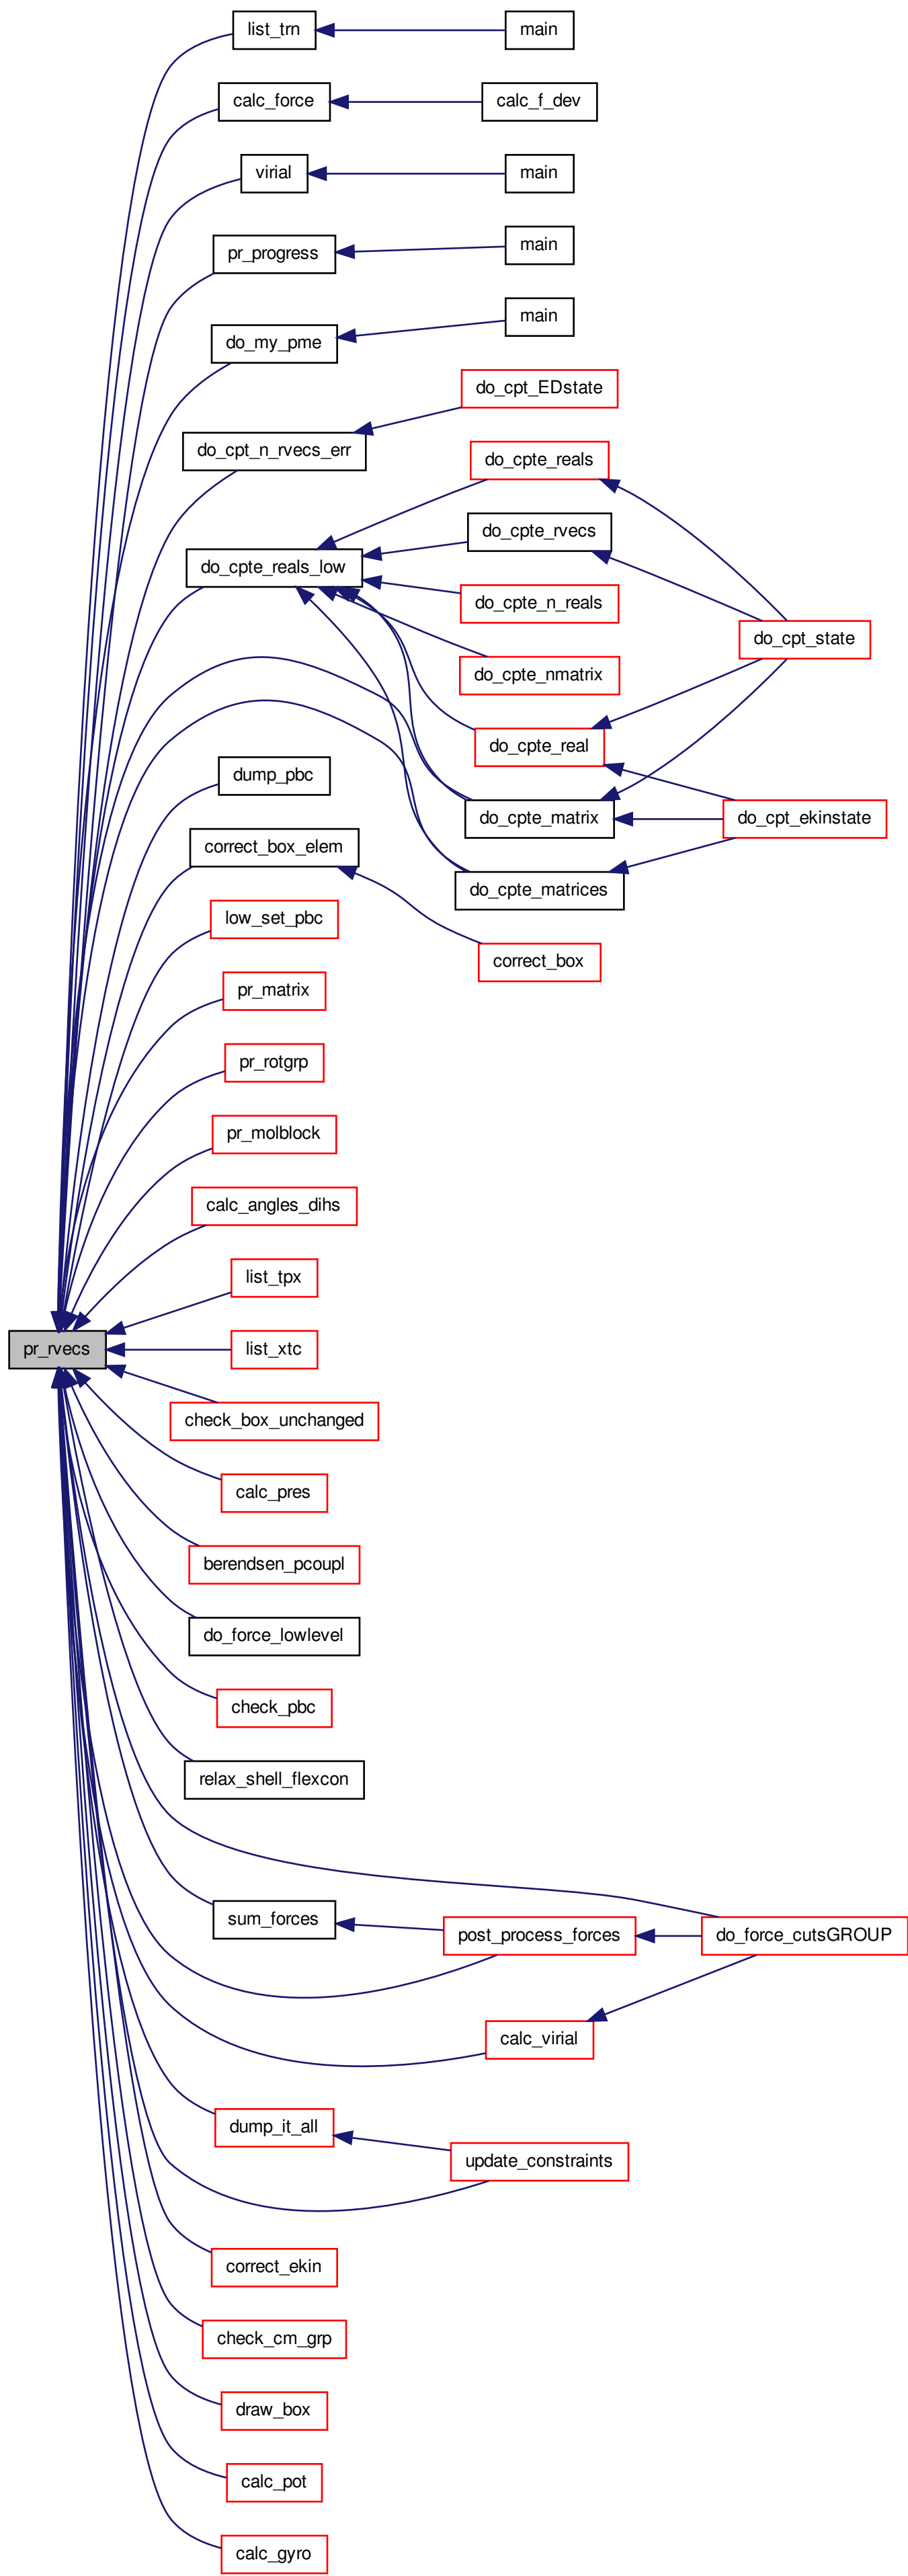 list_trn
main
calc_force
calc_f_dev
virial
main
pr_progress
main
do_my_pme
main
do_cpt_EDstate
do_cpt_n_rvecs_err
do_cpte_reals
do_cpte_rvecs
do_cpte_reals_low
do_cpte_n_reals
do_cpt_state
do_cpte_nmatrix
do_cpte_real
dump_pbc
do_cpte_matrix
do_cpt_ekinstate
correct_box_elem
do_cpte_matrices
low_set_pbc
correct_box
pr_matrix
pr_rotgrp
pr_molblock
calc_angles_dihs
list_tpx
pr_rvecs
list_xtc
check_box_unchanged
calc_pres
berendsen_pcoupl
do_force_lowlevel
check_pbc
relax_shell_flexcon
sum_forces
post_process_forces
do_force_cutsGROUP
calc_virial
dump_it_all
update_constraints
correct_ekin
check_cm_grp
draw_box
calc_pot
calc_gyro